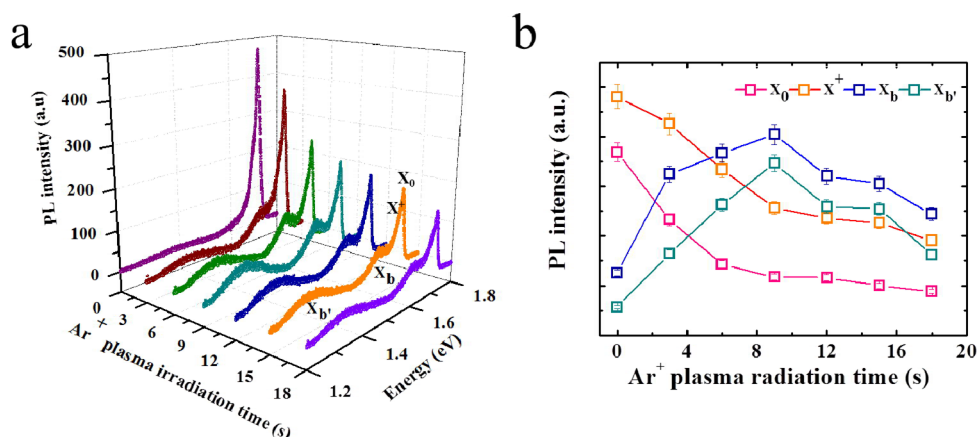 a
500
400
300
200
100
0
PL intensity (a.u)
0
3
6
9
12
15
18
Ar+ plasma irradiation time (s)
1.2
1.4
1.6
1.8
Energy (eV)
X0
X+
Xb
Xb'
b
X0 X+ Xb Xb'
PL intensity (a.u.)
0 4 8 12 16 20
Ar+ plasma radiation time (s)